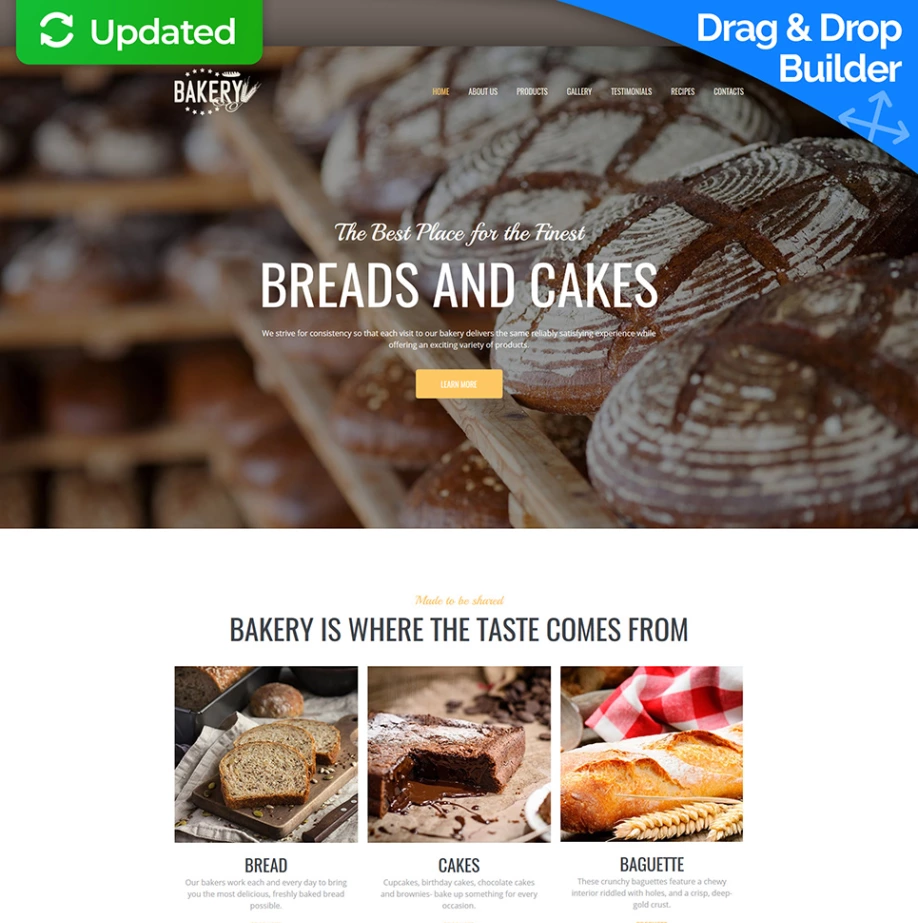 Updated
Drag & Drop
Builder
BAKERY
HOME ABOUT US PRODUCTS GALLERY TESTIMONIALS RECIPES CONTACTS
The Best Place for the Finest
BREADS AND CAKES
We strive for consistency so that each visit to our bakery delivers the same reliably satisfying experience while
offering an exciting variety of products.
LEARN MORE
Made to be shared
BAKERY IS WHERE THE TASTE COMES FROM
BREAD
Our bakers work each and every day to bring
you the most delicious, freshly baked bread
possible.
CAKES
Cupcakes, birthday cakes, chocolate cakes
and brownies- bake up something for every
occasion.
BAGUETTE
These crunchy baguettes feature a chewy
interior riddled with holes, and a crisp, deep-
gold crust.